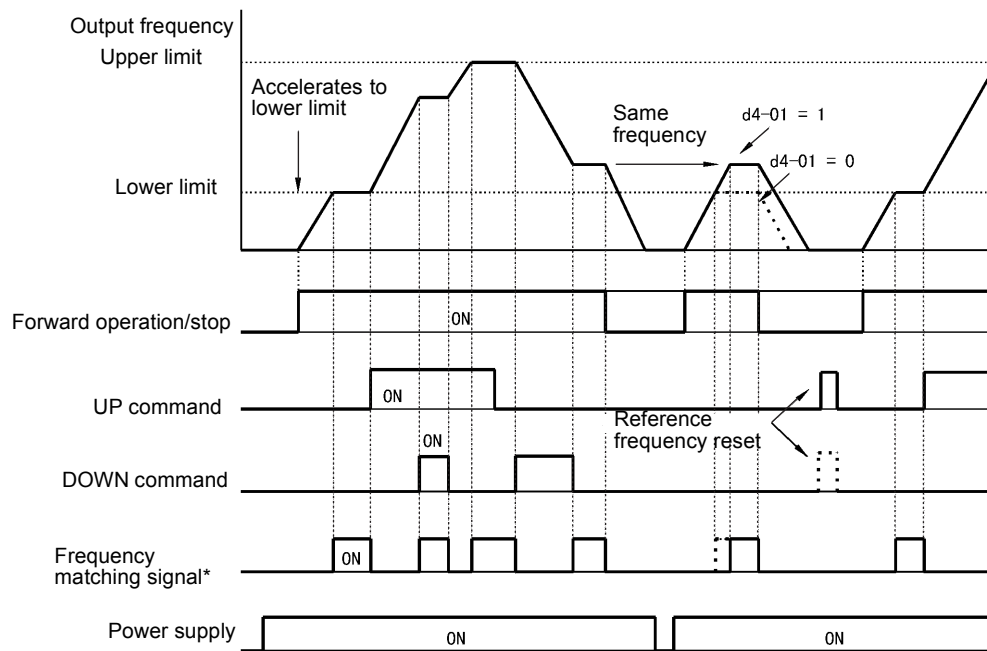 Output frequency
Upper limit
Accelerates to
lower limit
Same
frequency
d4-01 = 1
d4-01 = 0
Lower limit
Forward operation/stop
ON
UP command
ON
Reference
frequency reset
ON
DOWN command
Frequency
matching signal*
ON
Power supply
ON
ON